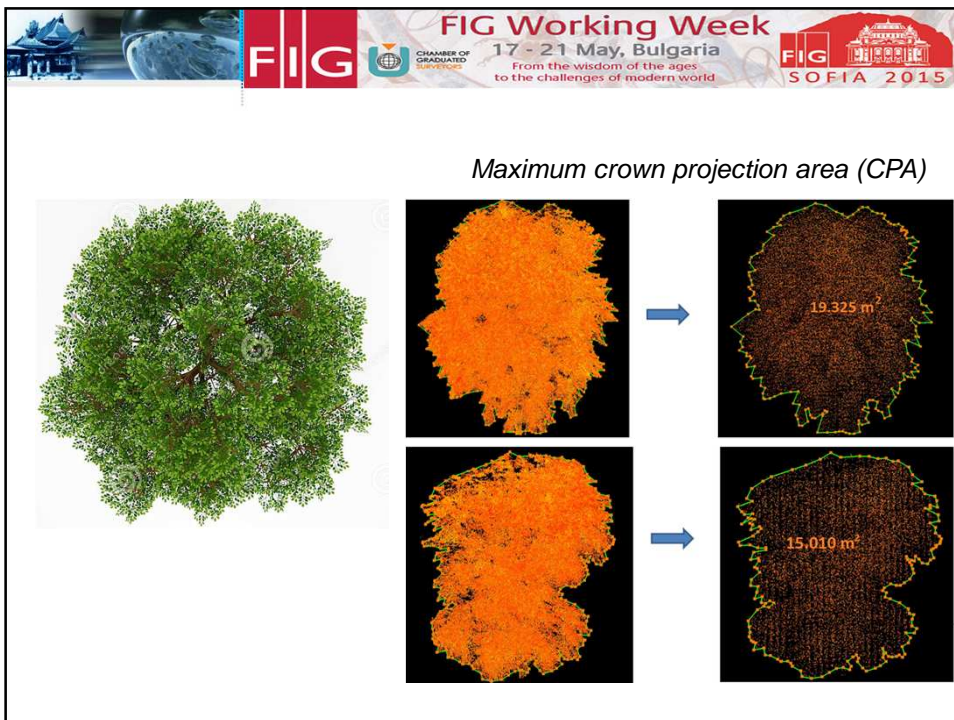 FIG
CHAMBER OF
GRADUATED
SURVEYORS
FIG Working Week
17 - 21 May, Bulgaria
From the wisdom of the ages
to the challenges of modern world
FIG
SOFIA 2015
Maximum crown projection area (CPA)
19.325 m²
15.010 m²